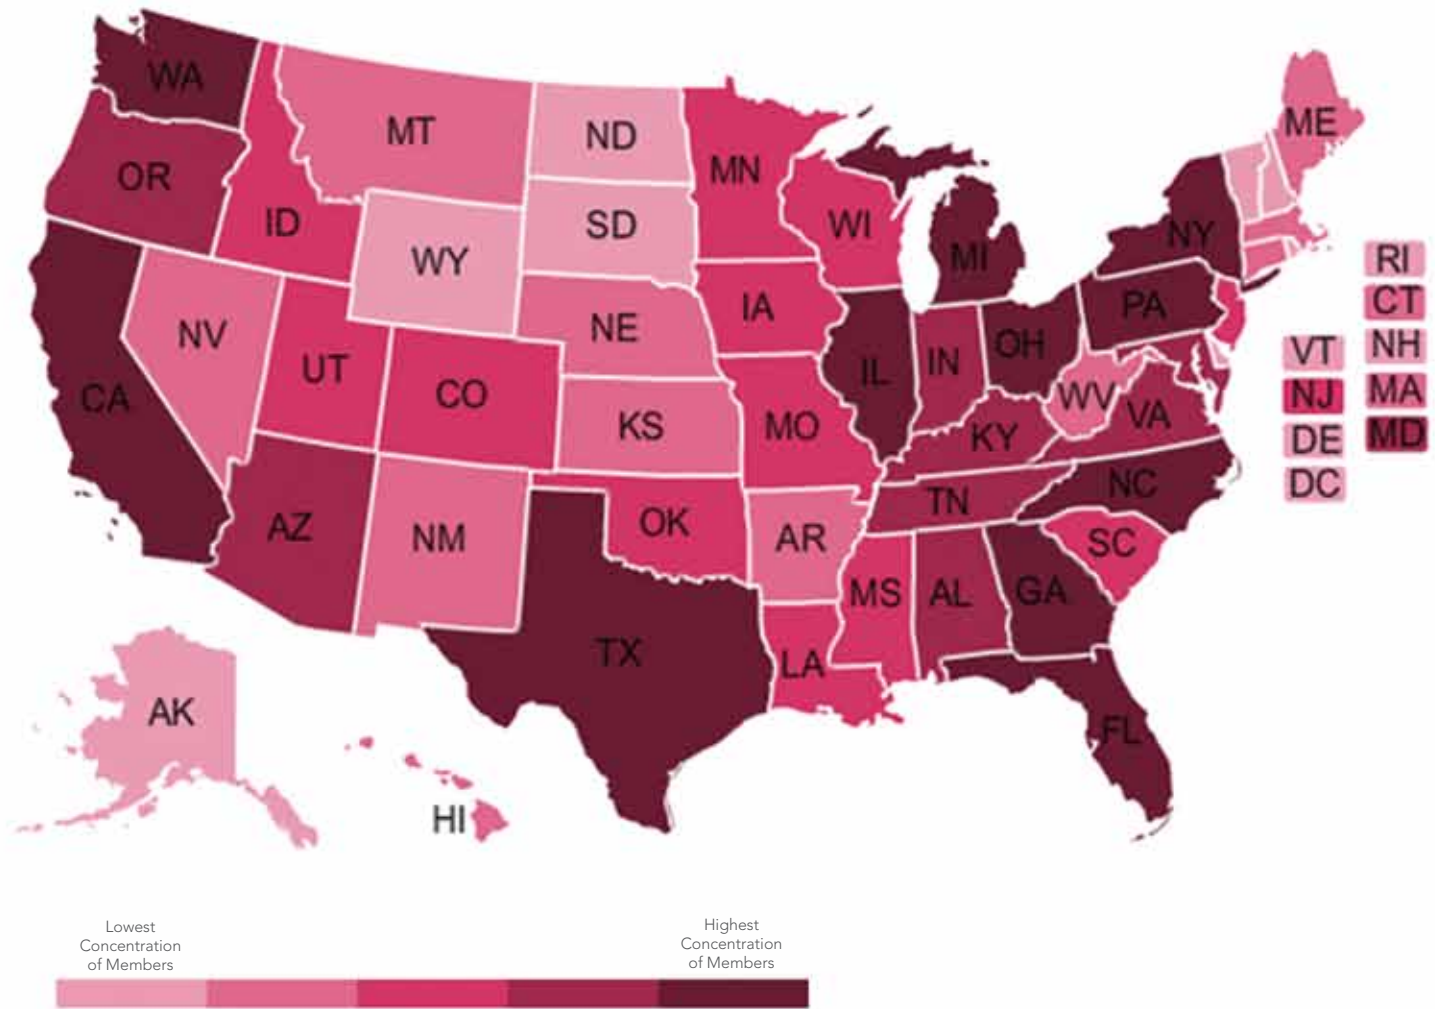 WA
MT
ND
MN
ME
OR
ID
SD
WI
NY
MI
WY
RI
CT
NH
MA
MD
VT
NJ
DE
DC
PA
NV
NE
IA
OH
IN
IL
UT
CO
CA
KS
MO
WV
VA
KY
NC
TN
AZ
NM
OK
AR
SC
MS
AL
GA
TX
LA
FL
AK
HI
Lowest
Concentration
of Members
Highest
Concentration
of Members